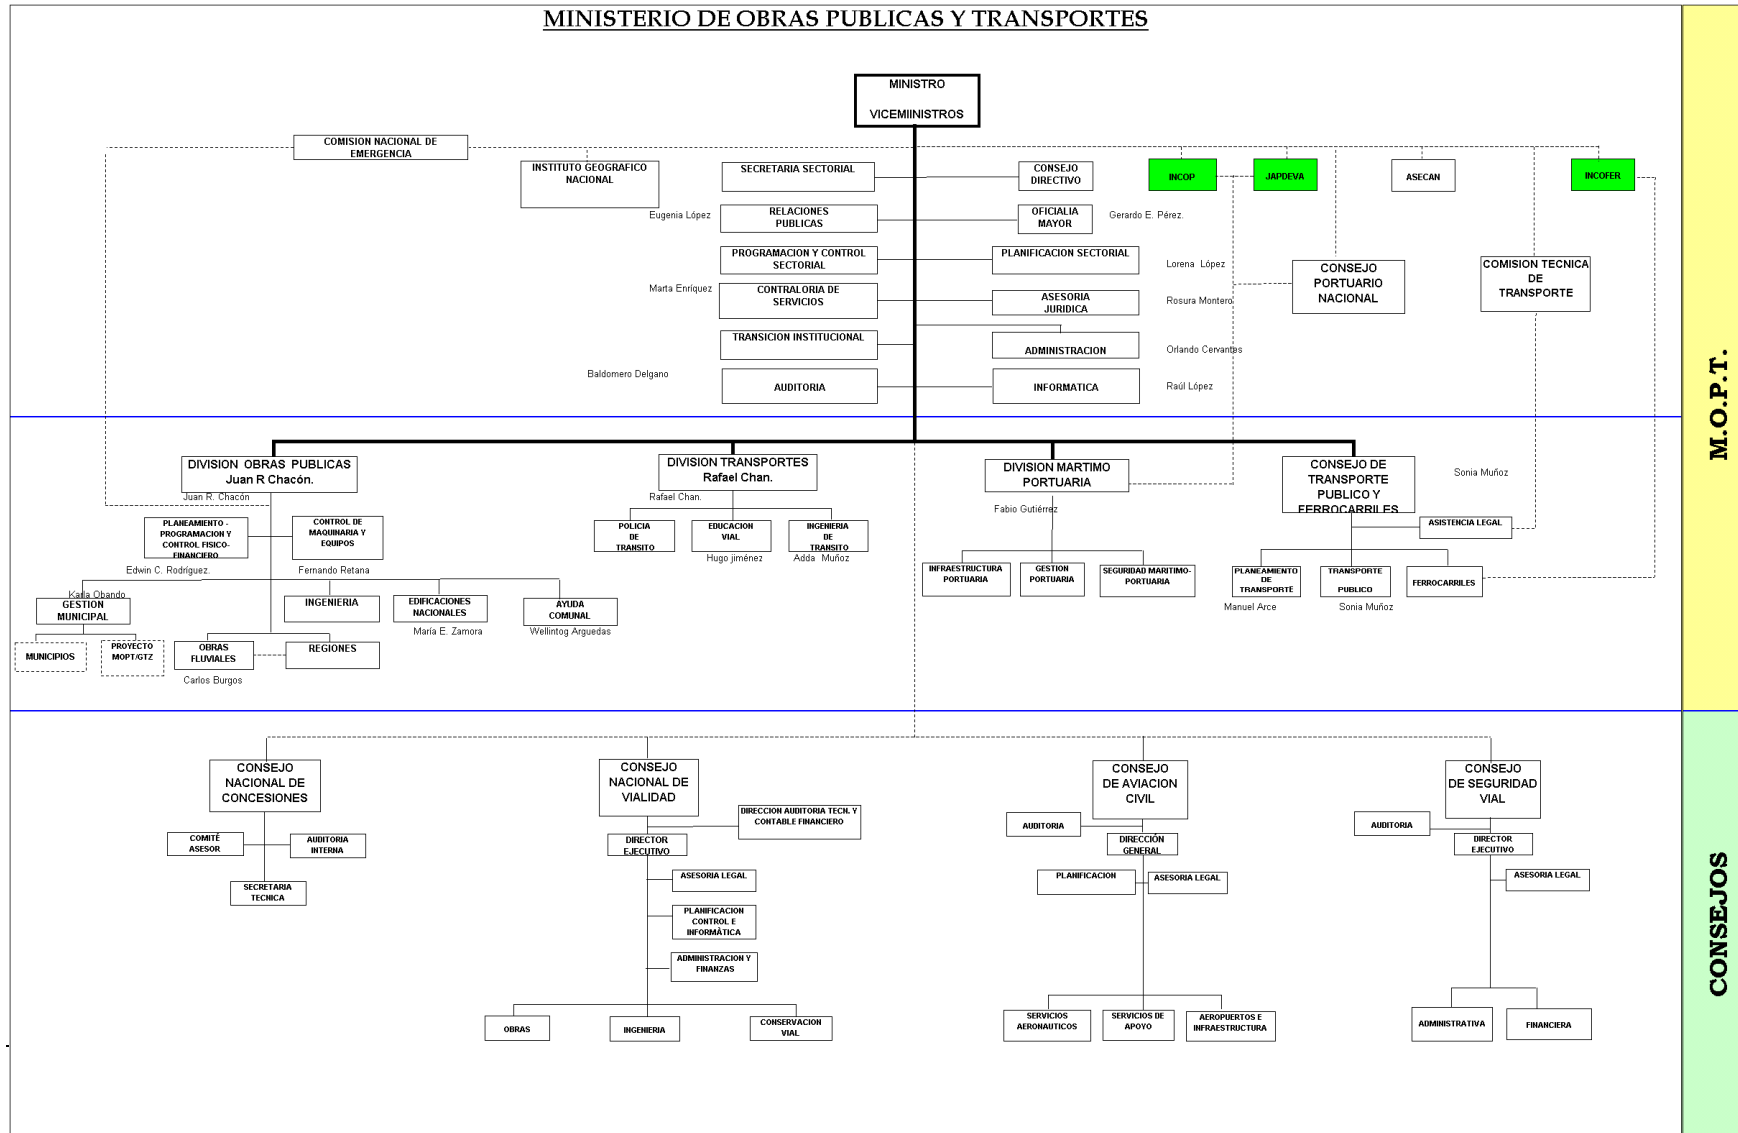 MINISTERIO DE OBRAS PUBLICAS Y TRANSPORTES
MINISTRO
VICEMIINISTROS
COMISION NACIONAL DE
EMERGENCIA
INSTITUTO GEOGRAFICO
NACIONAL
SECRETARIA SECTORIAL
CONSEJO
DIRECTIVO
INCOP
JAPDEVA
ASECAN
INCOFER
Eugenia López
RELACIONES
PUBLICAS
OFICIALIA
MAYOR
Gerardo E. Pérez.
PROGRAMACION Y CONTROL
SECTORIAL
PLANIFICACION SECTORIAL
Lorena López
CONSEJO
PORTUARIO
NACIONAL
COMISION TECNICA
DE
TRANSPORTE
Marta Enríquez
CONTRALORIA DE
SERVICIOS
ASESORIA
JURIDICA
Rosura Montero
TRANSICION INSTITUCIONAL
ADMINISTRACION
Orlando Cervantes
Baldomero Delgano
AUDITORIA
INFORMATICA
Raúl López
M.O.P.T.
DIVISION OBRAS PUBLICAS
Juan R Chacón.
Juan R. Chacón
DIVISION TRANSPORTES
Rafael Chan.
Rafael Chan.
DIVISION MARTIMO
PORTUARIA
Fabio Gutiérrez
CONSEJO DE
TRANSPORTE
PUBLICO Y
FERROCARRILES
Sonia Muñoz
ASISTENCIA LEGAL
PLANEAMIENTO -
PROGRAMACION Y
CONTROL FISICO-
FINANCIERO
Edwin C. Rodríguez.
CONTROL DE
MAQUINARIA Y
EQUIPOS
Fernando Retana
POLICIA
DE
TRANSITO
EDUCACION
VIAL
Hugo jiménez
INGENIERIA
DE
TRANSITO
Adda Muñoz
INFRAESTRUCTURA
PORTUARIA
GESTION
PORTUARIA
SEGURIDAD MARITIMO-
PORTUARIA
PLANEAMIENTO
DE
TRANSPORTE
Manuel Arce
TRANSPORTE
PUBLICO
Sonia Muñoz
FERROCARRILES
Karla Obando
GESTION
MUNICIPAL
INGENIERIA
EDIFICACIONES
NACIONALES
María E. Zamora
AYUDA
COMUNAL
Wellintog Arguedas
MUNICIPIOS
PROYECTO
MOPT/GTZ
OBRAS
FLUVIALES
Carlos Burgos
REGIONES
CONSEJOS
CONSEJO
NACIONAL DE
CONCESIONES
COMITÉ
ASESOR
AUDITORIA
INTERNA
SECRETARIA
TECNICA
CONSEJO
NACIONAL DE
VIALIDAD
DIRECCION AUDITORIA TECN. Y
CONTABLE FINANCIERO
DIRECTOR
EJECUTIVO
ASESORIA LEGAL
PLANIFICACION
CONTROL E
INFORMÀTICA
ADMINISTRACION Y
FINANZAS
OBRAS
INGENIERIA
CONSERVACION
VIAL
CONSEJO
DE AVIACION
CIVIL
AUDITORIA
DIRECCIÓN
GENERAL
PLANIFICACION
ASESORIA LEGAL
SERVICIOS
AERONAUTICOS
SERVICIOS DE
APOYO
AEROPUERTOS E
INFRAESTRUCTURA
CONSEJO
DE SEGURIDAD
VIAL
AUDITORIA
DIRECTOR
EJECUTIVO
ASESORIA LEGAL
ADMINISTRATIVA
FINANCIERA